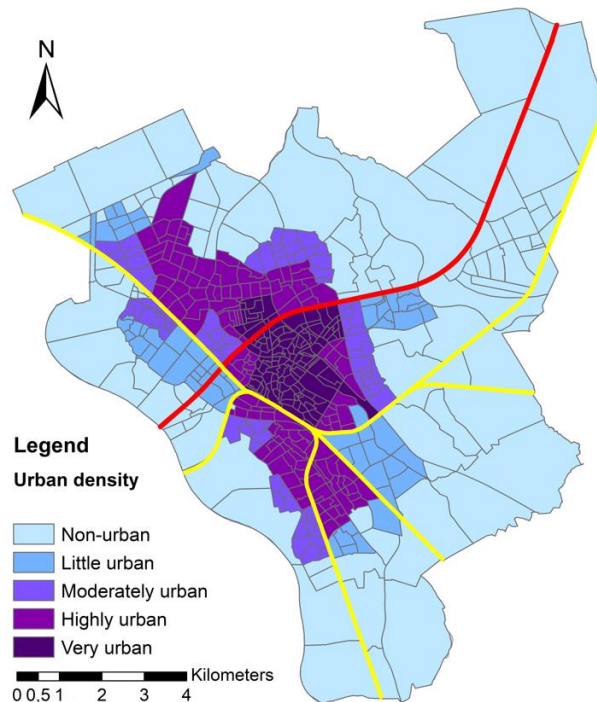 N
Legend
Urban density
Non-urban
Little urban
Moderately urban
Highly urban
Very urban
Kilometers
0 0,5 1 2 3 4